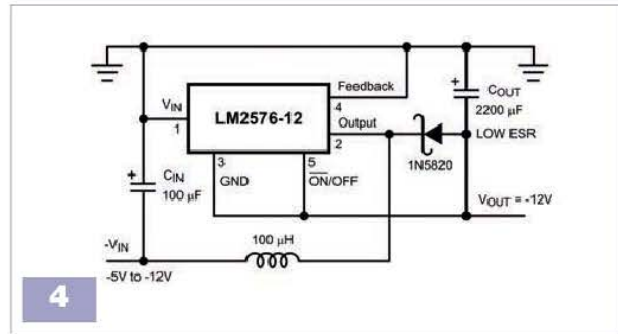 Feedback
4
COUT
2200 µF
VIN
1
LM2576-12
Output
2
LOW ESR
1N5820
3
GND
5
ON/OFF
CIN
100 µF
VOUT = -12V
100 µH
-VIN
-5V to -12V
4